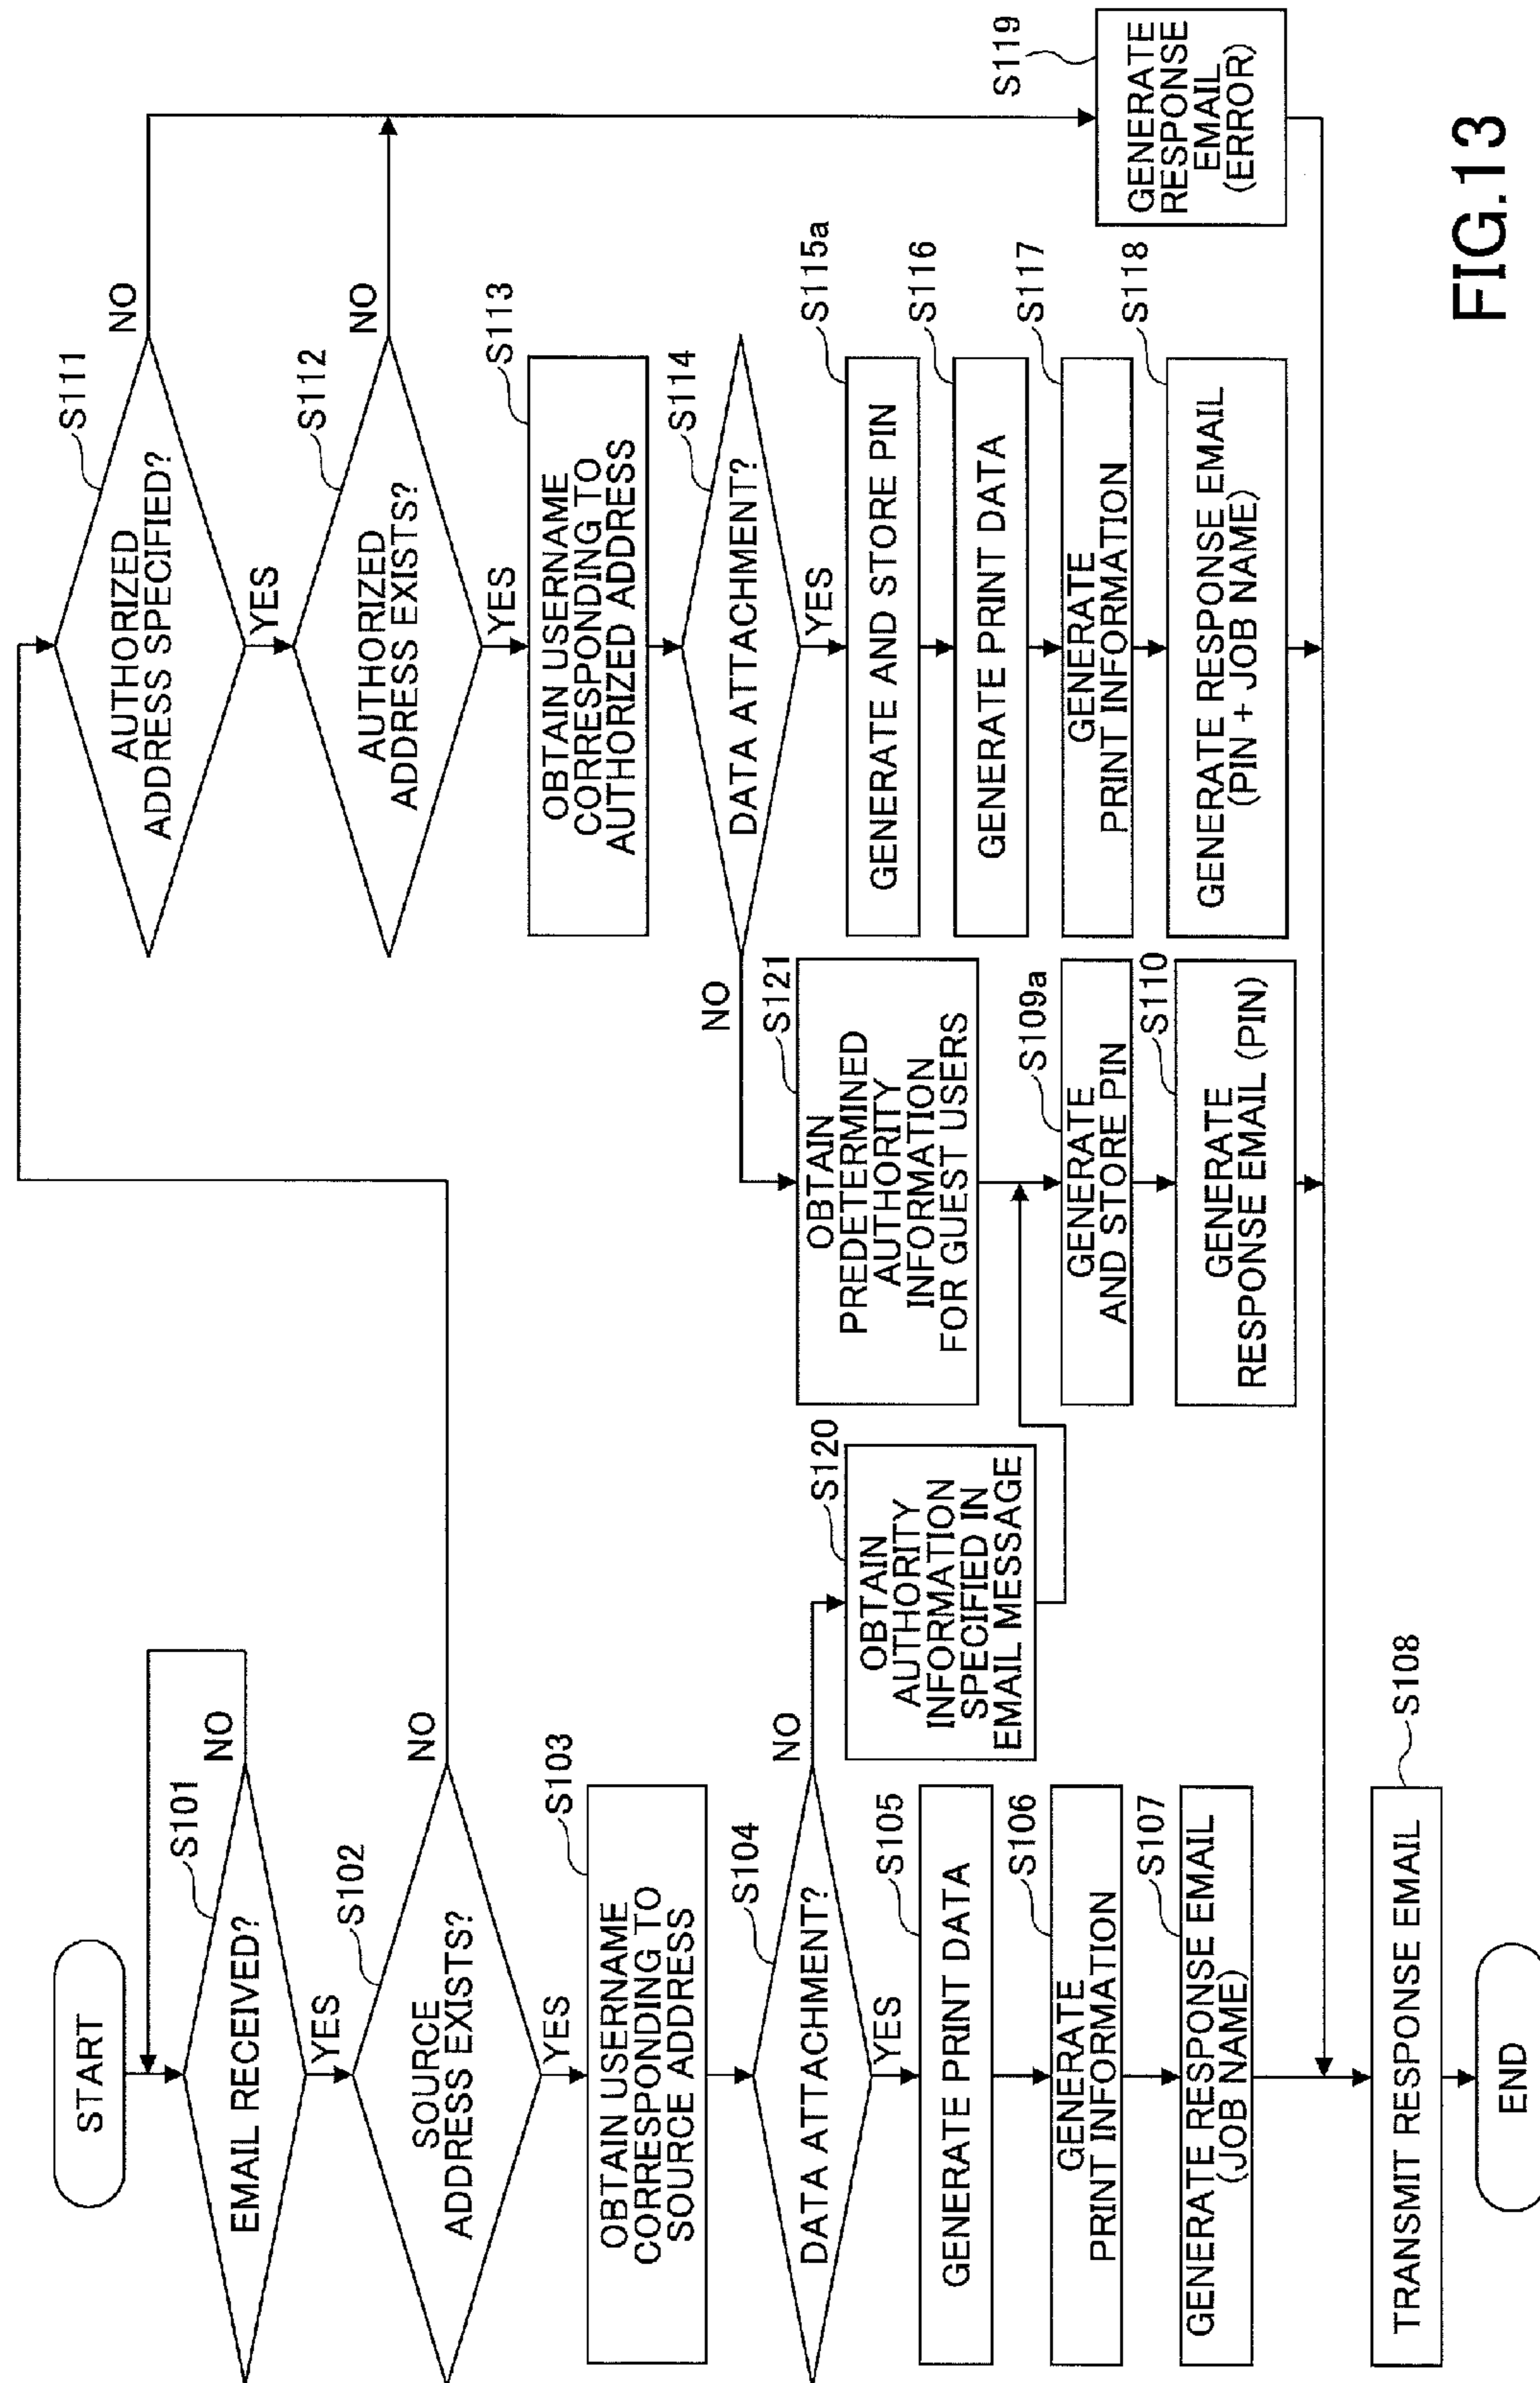 START
S101
EMAIL RECEIVED?
NO
YES
S102
SOURCE
ADDRESS EXISTS?
NO
YES
S103
OBTAIN USERNAME
CORRESPONDING TO
SOURCE ADDRESS
S104
DATA ATTACHMENT?
NO
YES
S105
GENERATE PRINT DATA
S106
GENERATE
PRINT INFORMATION
S107
GENERATE RESPONSE EMAIL
(JOB NAME)
S108
TRANSMIT RESPONSE EMAIL
END
S120
OBTAIN
AUTHORITY
INFORMATION
SPECIFIED IN
EMAIL MESSAGE
S121
OBTAIN
PREDETERMINED
AUTHORITY
INFORMATION
FOR GUEST USERS
S109a
GENERATE
AND STORE PIN
S110
GENERATE
RESPONSE EMAIL (PIN)
S111
AUTHORIZED
ADDRESS SPECIFIED?
NO
YES
S112
AUTHORIZED
ADDRESS EXISTS?
NO
YES
S113
OBTAIN USERNAME
CORRESPONDING TO
AUTHORIZED ADDRESS
S114
DATA ATTACHMENT?
NO
YES
S115a
GENERATE AND STORE PIN
S116
GENERATE PRINT DATA
S117
GENERATE
PRINT INFORMATION
S118
GENERATE RESPONSE EMAIL
(PIN + JOB NAME)
S119
GENERATE
RESPONSE
EMAIL
(ERROR)
FIG.13